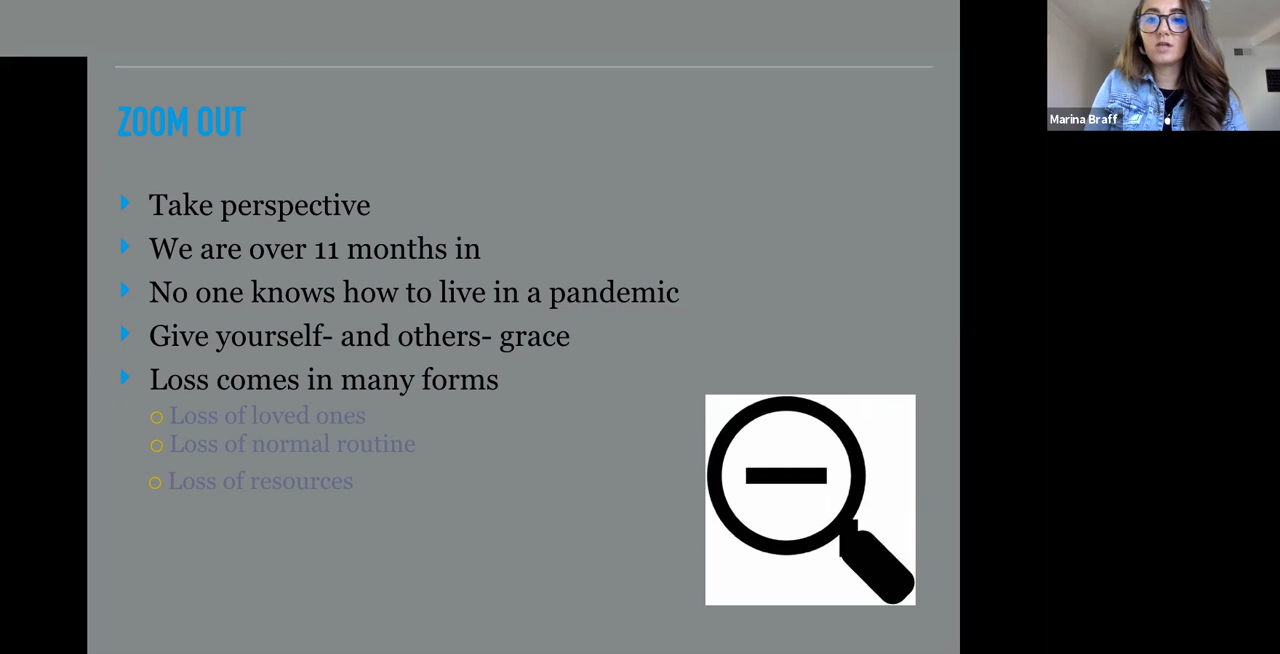 ZOOM OUT
Take perspective
We are over 11 months in
No one knows how to live in a pandemic
Give yourself- and others- grace
Loss comes in many forms
Loss of loved ones
Loss of normal routine
Loss of resources
Marina Braff